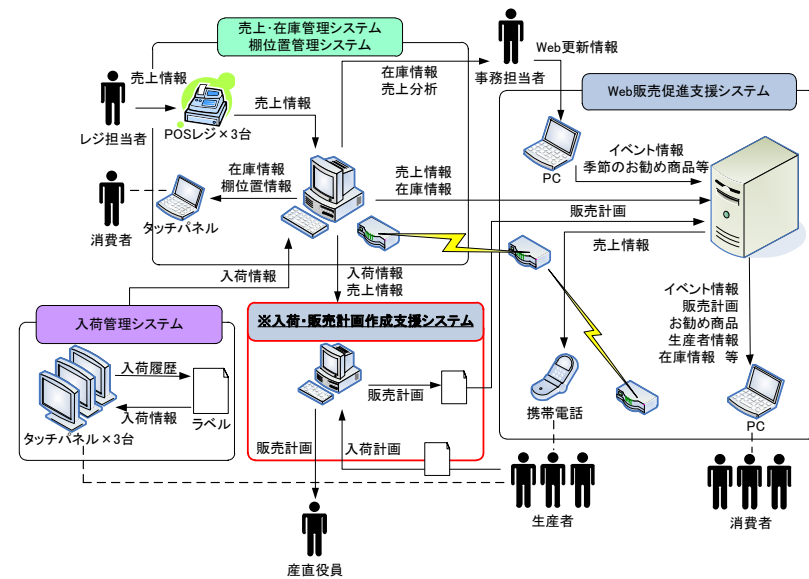 売上・在庫管理システム
棚位置管理システム
Web更新情報
売上情報
在庫情報
売上分析
事務担当者
Web販売促進支援システム
売上情報
レジ担当者
POSレジ×3台
イベント情報
季節のお勧め商品等
PC
在庫情報
棚位置情報
売上情報
在庫情報
消費者
タッチパネル
販売計画
売上情報
入荷情報
入荷情報
売上情報
イベント情報
販売計画
お勧め商品
生産者情報
在庫情報 等
入荷管理システム
※入荷・販売計画作成支援システム
入荷履歴
入荷情報
ラベル
タッチパネル×3台
販売計画
携帯電話
PC
販売計画
入荷計画
生産者
消費者
産直役員